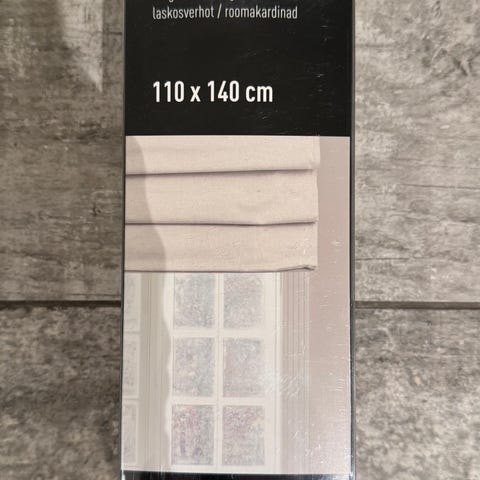 laskosverhot / roomakardinad
110 x 140 cm